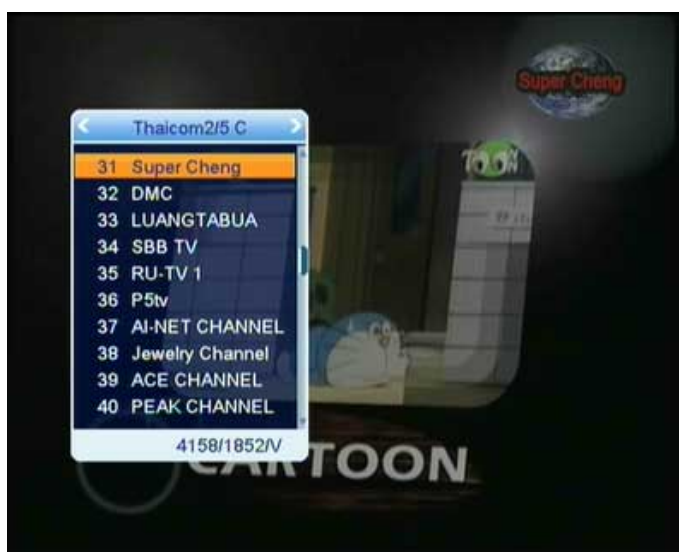 Super Cheng
Thaicom2/5 C
31 Super Cheng
32 DMC
33 LUANGTABUA
34 SBB TV
35 RU-TV 1
36 P5tv
37 AI-NET CHANNEL
38 Jewelry Channel
39 ACE CHANNEL
40 PEAK CHANNEL
4158/1852/V
TOON
CARTOON